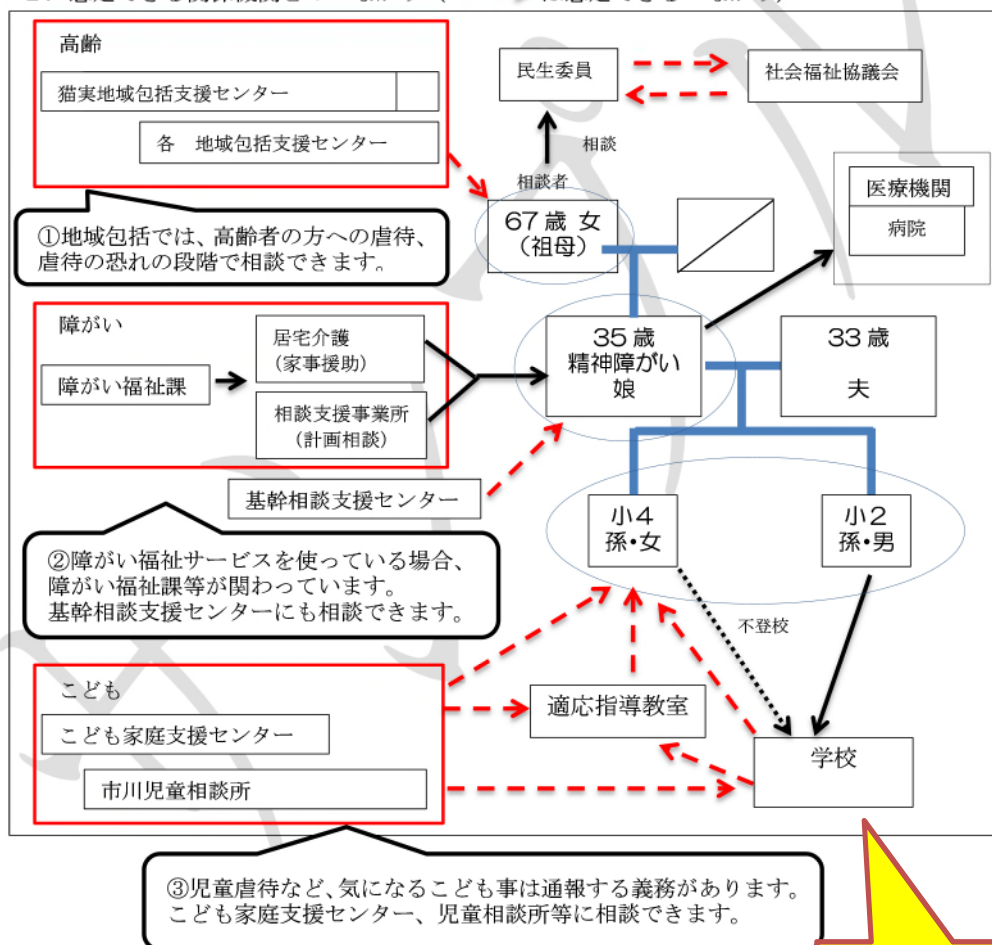 高齢
猫実地域包括支援センター
各 地域包括支援センター
民生委員
社会福祉協議会
相談
相談者
67歳 女
(祖母)
医療機関
病院
①地域包括では、高齢者の方への虐待、
虐待の恐れの段階で相談できます。
障がい
障がい福祉課
居宅介護
(家事援助)
相談支援事業所
(計画相談)
基幹相談支援センター
35歳
精神障がい
娘
33歳
夫
小4
孫・女
小2
孫・男
②障がい福祉サービスを使っている場合、
障がい福祉課等が関わっています。
基幹相談支援センターにも相談できます。
不登校
こども
こども家庭支援センター
市川児童相談所
適応指導教室
学校
③児童虐待など、気になるこども事は通報する義務があります。
こども家庭支援センター、児童相談所等に相談できます。